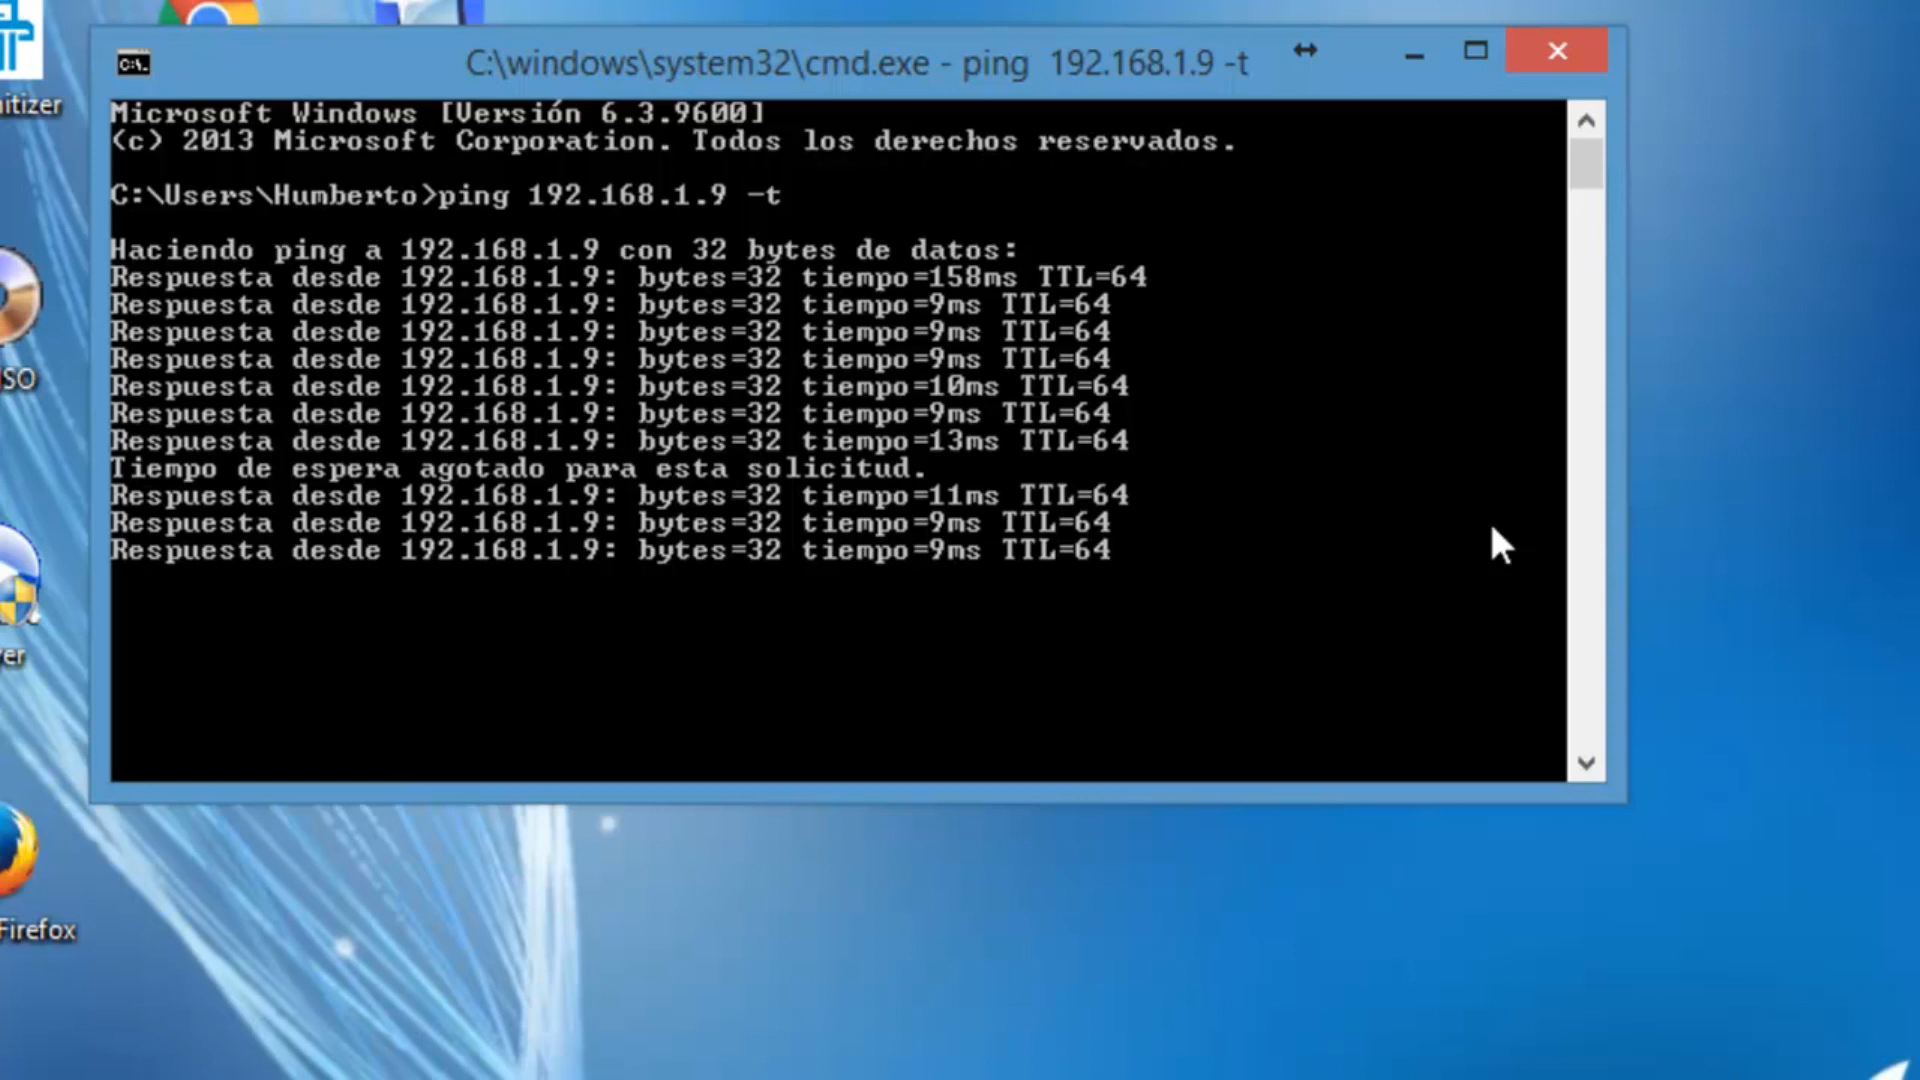 C:\windows\system32\cmd.exe - ping 192.168.1.9 -t
Microsoft Windows [Versión 6.3.9600]
(c) 2013 Microsoft Corporation. Todos los derechos reservados.
C:\Users\Humberto>ping 192.168.1.9 -t
Haciendo ping a 192.168.1.9 con 32 bytes de datos:
Respuesta desde 192.168.1.9: bytes=32 tiempo=158ms TTL=64
Respuesta desde 192.168.1.9: bytes=32 tiempo=9ms TTL=64
Respuesta desde 192.168.1.9: bytes=32 tiempo=9ms TTL=64
Respuesta desde 192.168.1.9: bytes=32 tiempo=9ms TTL=64
Respuesta desde 192.168.1.9: bytes=32 tiempo=10ms TTL=64
Respuesta desde 192.168.1.9: bytes=32 tiempo=9ms TTL=64
Respuesta desde 192.168.1.9: bytes=32 tiempo=13ms TTL=64
Tiempo de espera agotado para esta solicitud.
Respuesta desde 192.168.1.9: bytes=32 tiempo=11ms TTL=64
Respuesta desde 192.168.1.9: bytes=32 tiempo=9ms TTL=64
Respuesta desde 192.168.1.9: bytes=32 tiempo=9ms TTL=64
C:\.
nitizer
ISO
ver
Firefox